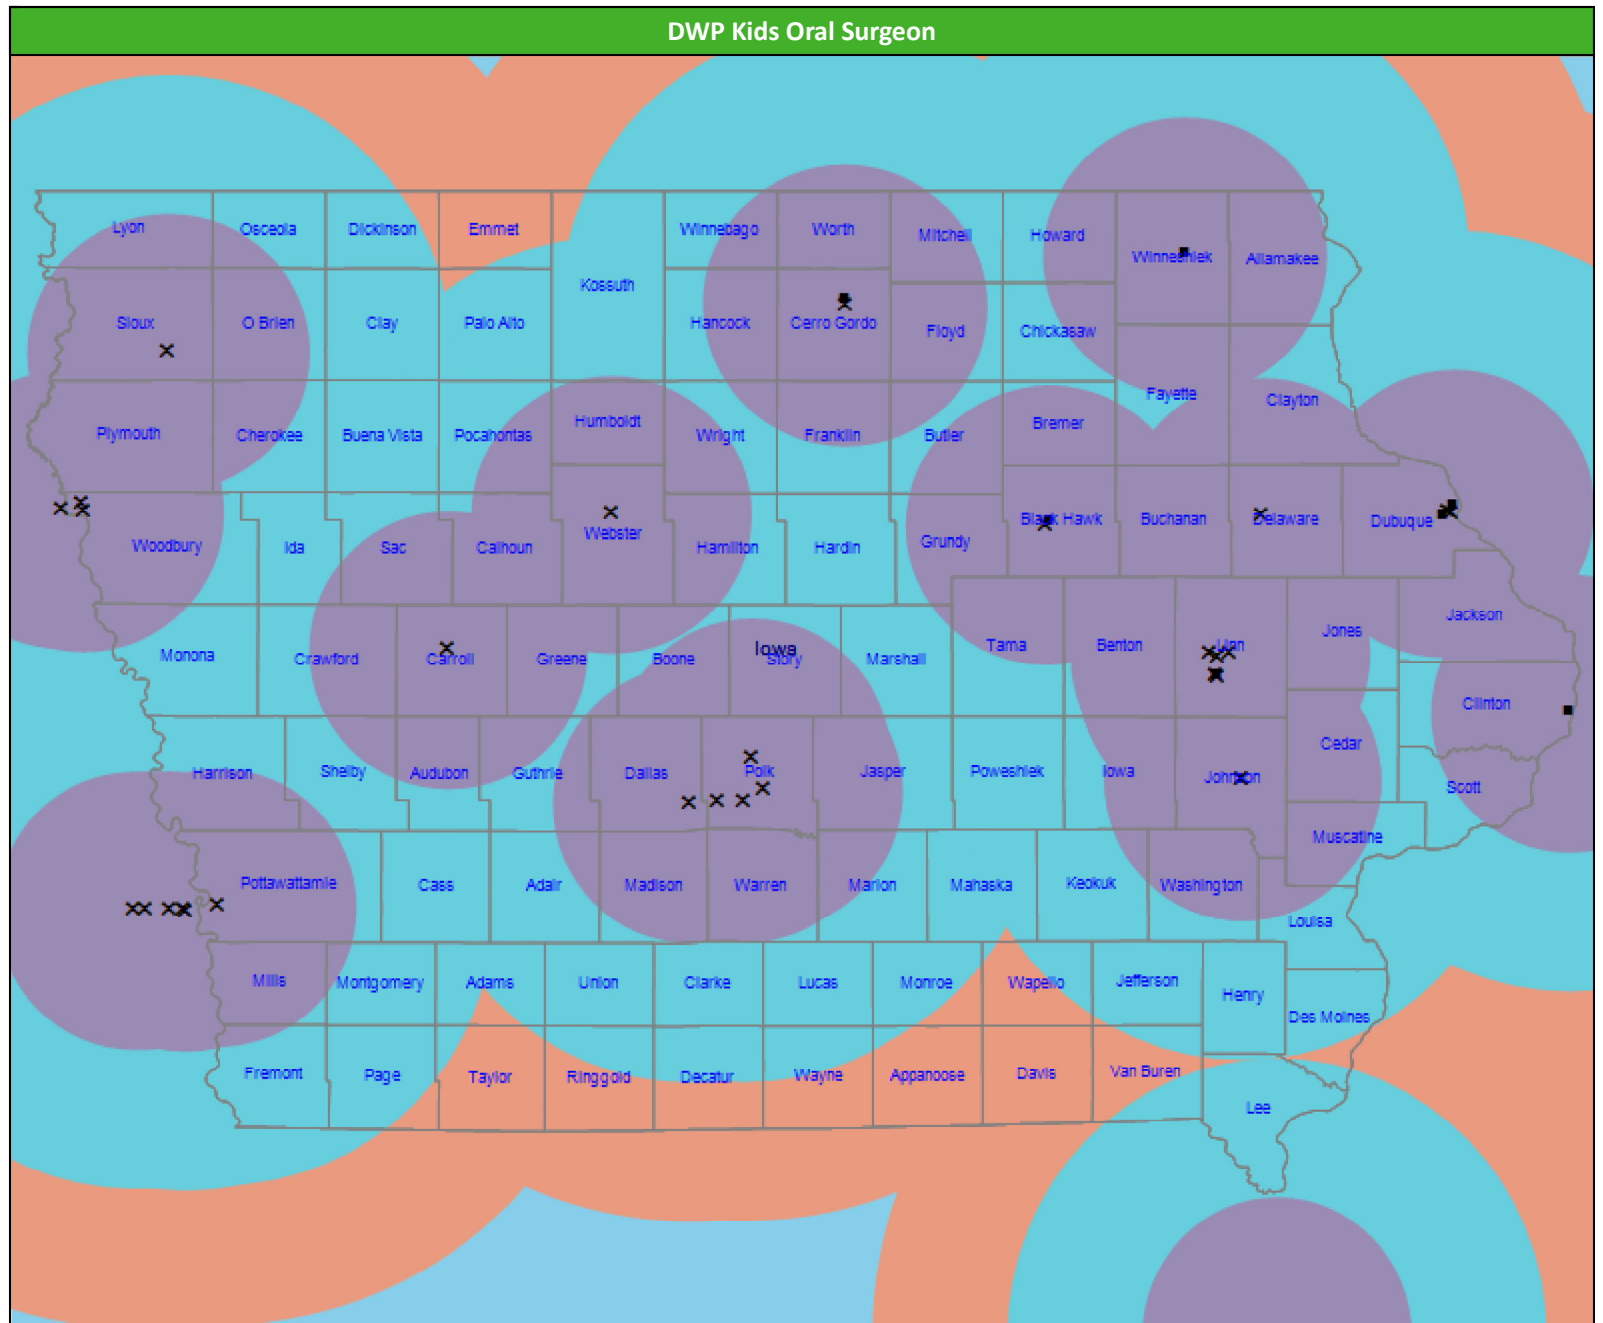 DWP Kids Oral Surgeon
Lyon
Osceola
Dickinson
Emmet
Winnebago
Worth
Mitchell
Howard
Winneshiek
Allamakee
Kossuth
Sioux
O Brien
Clay
Palo Alto
Hancock
Cerro Gordo
Floyd
Chickasaw
Fayette
Clayton
Plymouth
Cherokee
Buena Vista
Pocahontas
Humboldt
Wright
Franklin
Butler
Bremer
Woodbury
Ida
Sac
Calhoun
Webster
Hamilton
Hardin
Grundy
Black Hawk
Buchanan
Delaware
Dubuque
Monona
Crawford
Carroll
Greene
Boone
Iowa
Story
Marshall
Tama
Benton
Linn
Jones
Jackson
Clinton
Harrison
Shelby
Audubon
Guthrie
Dallas
Polk
Jasper
Poweshiek
Iowa
Johnson
Cedar
Scott
Muscatine
Pottawattamie
Cass
Adair
Madison
Warren
Marion
Mahaska
Keokuk
Washington
Louisa
Mills
Montgomery
Adams
Union
Clarke
Lucas
Monroe
Wapello
Jefferson
Henry
Des Moines
Fremont
Page
Taylor
Ringgold
Decatur
Wayne
Appanoose
Davis
Van Buren
Lee